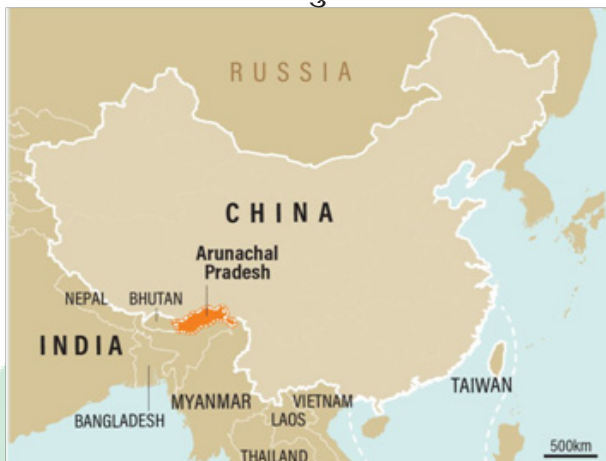 RUSSIA
CHINA
Arunachal
Pradesh
NEPAL
BHUTAN
INDIA
BANGLADESH
MYANMAR
VIETNAM
LAOS
THAILAND
TAIWAN
500km